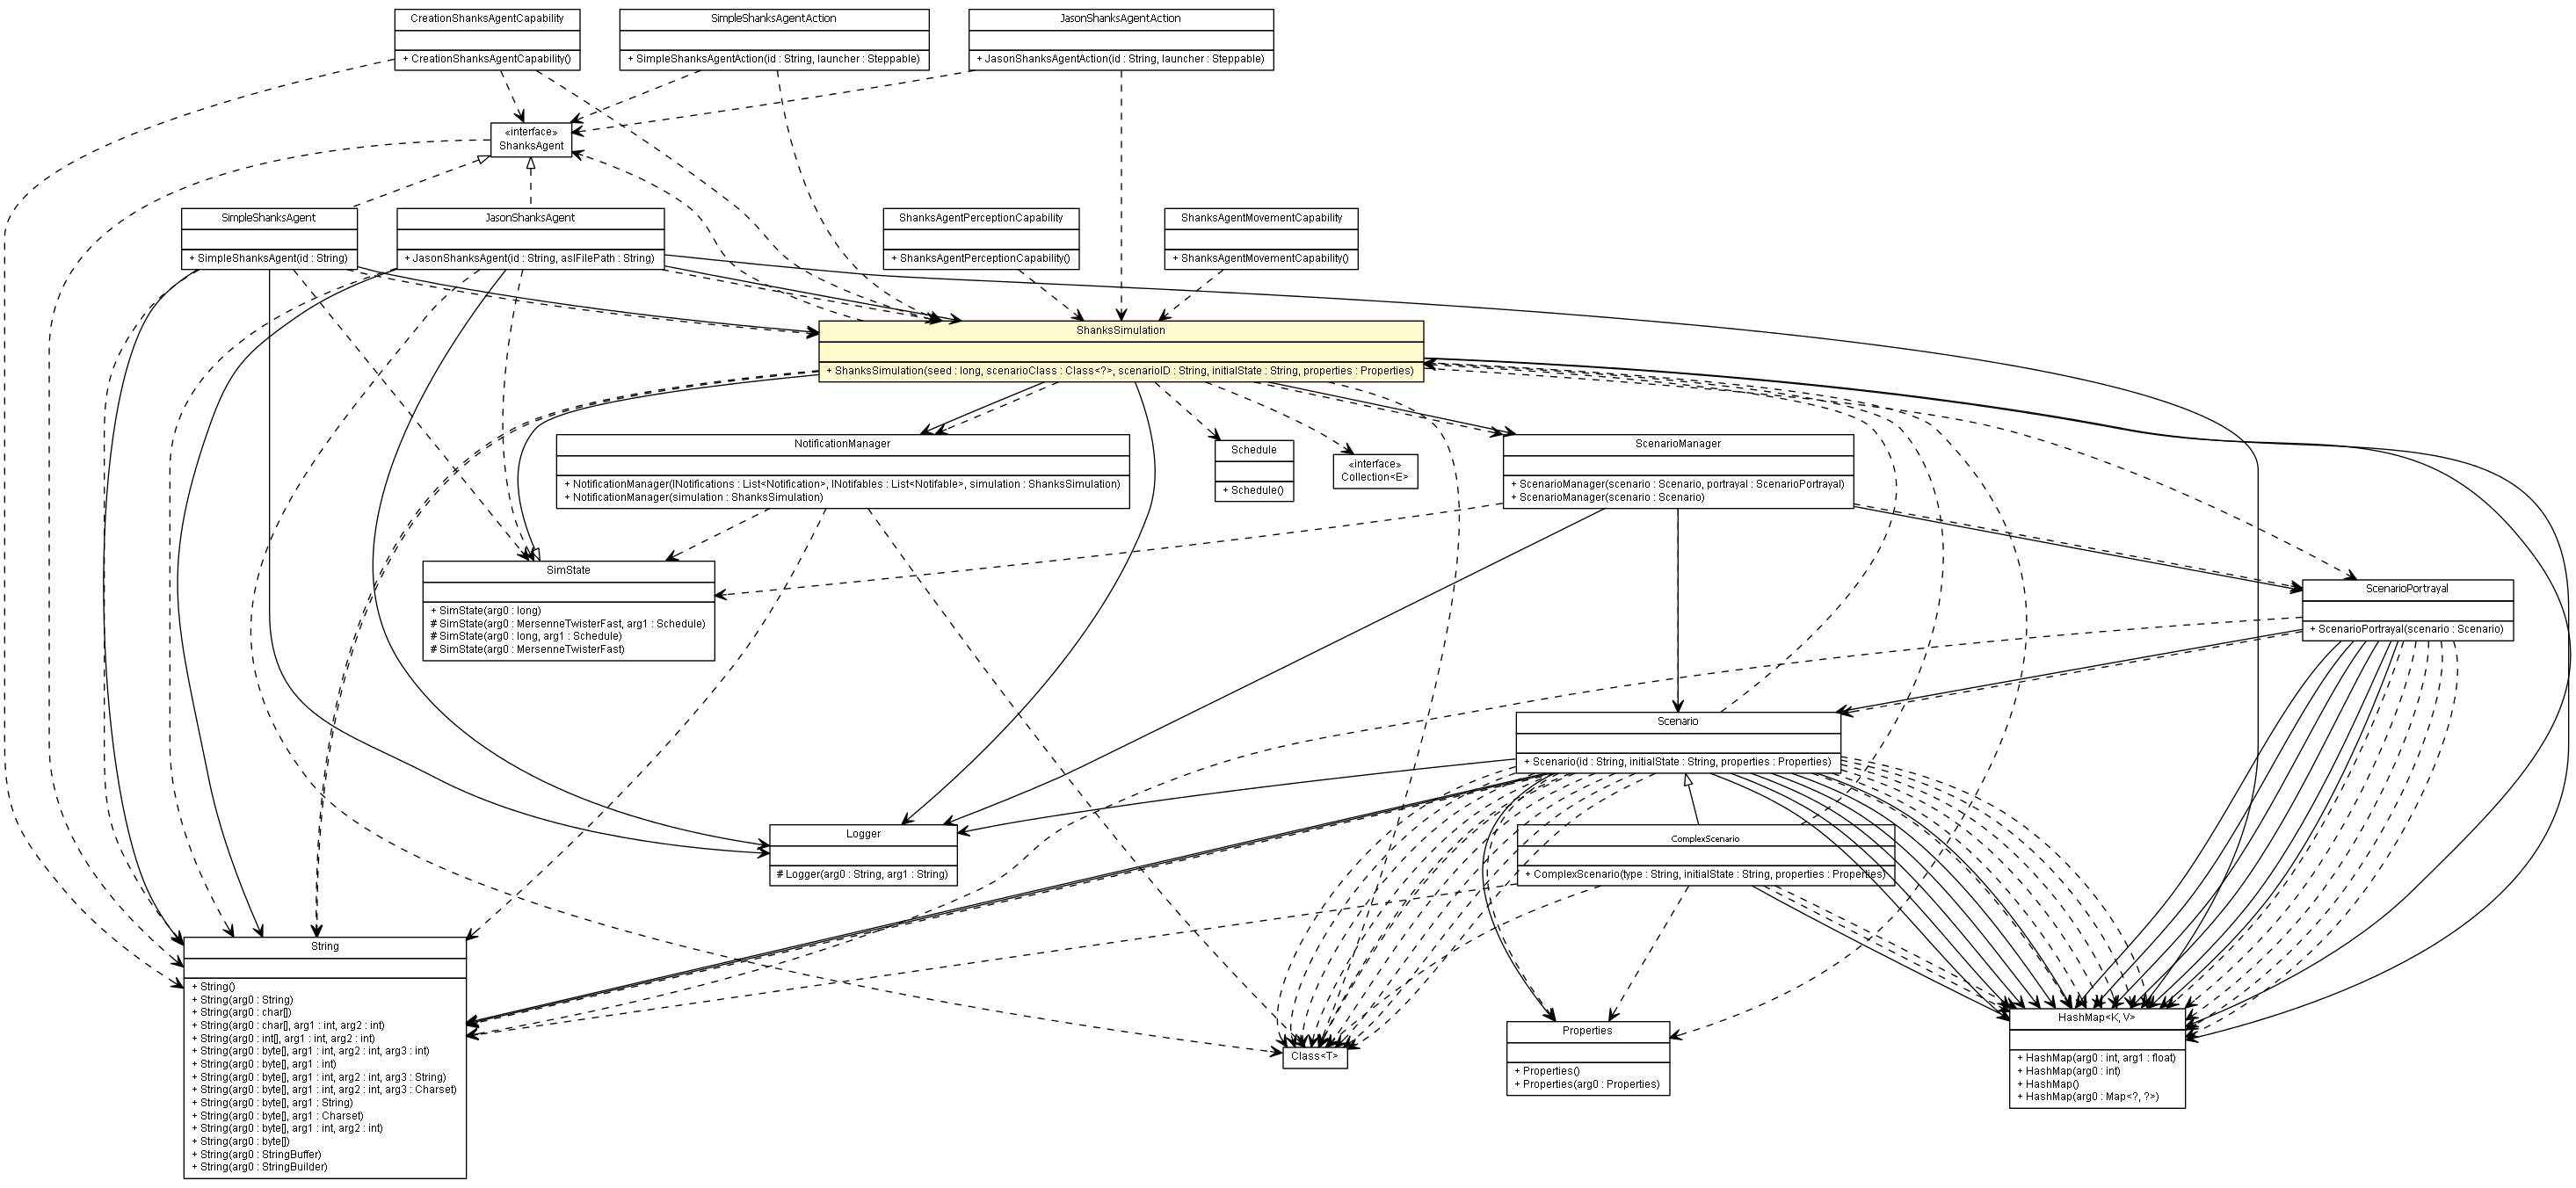 CreationShanksAgentCapability
+ CreationShanksAgentCapability()
SimpleShanksAgentAction
+ SimpleShanksAgentAction(id : String, launcher : Steppable)
JasonShanksAgentAction
+ JasonShanksAgentAction(id : String, launcher : Steppable)
«interface»
ShanksAgent
SimpleShanksAgent
+ SimpleShanksAgent(id : String)
JasonShanksAgent
+ JasonShanksAgent(id : String, aslFilePath : String)
ShanksAgentPerceptionCapability
+ ShanksAgentPerceptionCapability()
ShanksAgentMovementCapability
+ ShanksAgentMovementCapability()
ShanksSimulation
+ ShanksSimulation(seed : long, scenarioClass : Class<?>, scenarioID : String, initialState : String, properties : Properties)
NotificationManager
+ NotificationManager(lNotifications : List<Notification>, lNotifables : List<Notifable>, simulation : ShanksSimulation)
+ NotificationManager(simulation : ShanksSimulation)
Schedule
+ Schedule()
«interface»
Collection<E>
ScenarioManager
+ ScenarioManager(scenario : Scenario, portrayal : ScenarioPortrayal)
+ ScenarioManager(scenario : Scenario)
SimState
+ SimState(arg0 : long)
# SimState(arg0 : MersenneTwisterFast, arg1 : Schedule)
# SimState(arg0 : long, arg1 : Schedule)
# SimState(arg0 : MersenneTwisterFast)
ScenarioPortrayal
+ ScenarioPortrayal(scenario : Scenario)
Scenario
+ Scenario(id : String, initialState : String, properties : Properties)
Logger
# Logger(arg0 : String, arg1 : String)
ComplexScenario
+ ComplexScenario(type : String, initialState : String, properties : Properties)
String
+ String()
+ String(arg0 : String)
+ String(arg0 : char[])
+ String(arg0 : char[], arg1 : int, arg2 : int)
+ String(arg0 : int[], arg1 : int, arg2 : int)
+ String(arg0 : byte[], arg1 : int, arg2 : int, arg3 : int)
+ String(arg0 : byte[], arg1 : int)
+ String(arg0 : byte[], arg1 : int, arg2 : int, arg3 : String)
+ String(arg0 : byte[], arg1 : int, arg2 : int, arg3 : Charset)
+ String(arg0 : byte[], arg1 : String)
+ String(arg0 : byte[], arg1 : Charset)
+ String(arg0 : byte[], arg1 : int, arg2 : int)
+ String(arg0 : byte[])
+ String(arg0 : StringBuffer)
+ String(arg0 : StringBuilder)
Class<T>
Properties
+ Properties()
+ Properties(arg0 : Properties)
HashMap<K, V>
+ HashMap(arg0 : int, arg1 : float)
+ HashMap(arg0 : int)
+ HashMap()
+ HashMap(arg0 : Map<?, ?>)